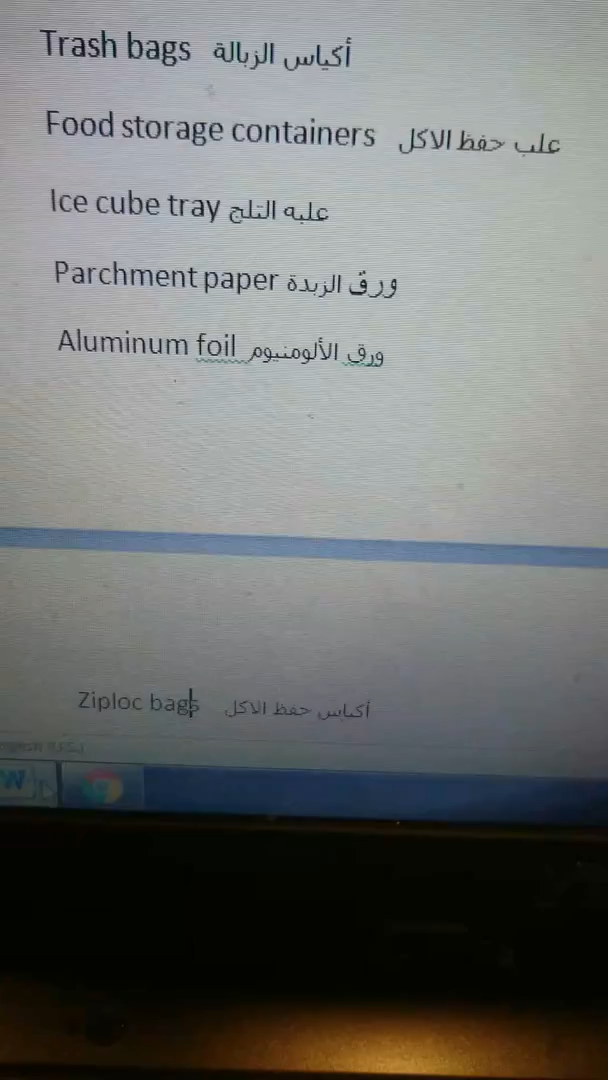 Trash bags أكياس الزبالة
Food storage containers علب حفظ الاكل
Ice cube tray علبه التلج
Parchment paper ورق الزبدة
Aluminum foil ورق الألومنيوم
Ziploc bags أكياس حفظ الاكل
W